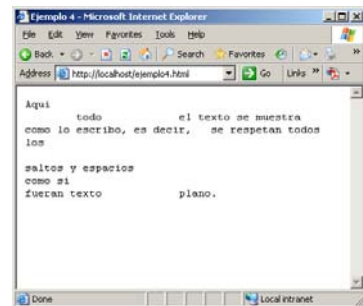 Ejemplo 4 - Microsoft Internet Explorer
File Edit View Favorites Tools Help
Back Search Favorites »
Address http://localhost/ejemplo4.html Go Links »
Aqui
todo el texto se muestra
como lo escribo, es decir, se respetan todos
los
saltos y espacios
como si
fueran texto plano.
Done Local intranet